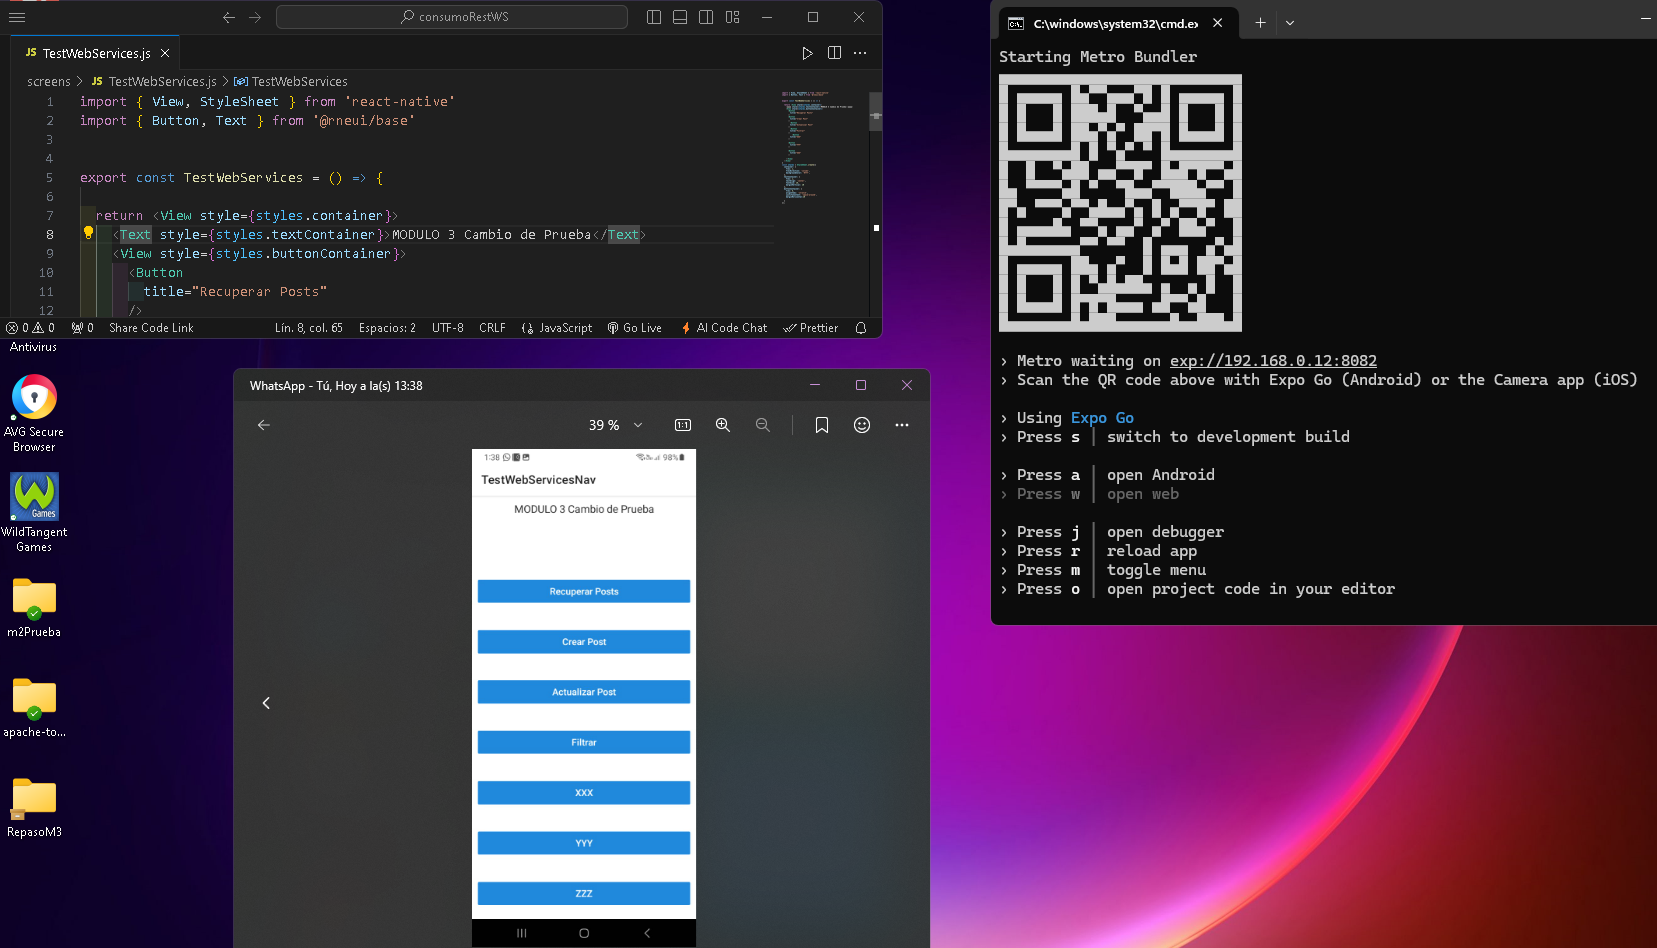 consumoRestWS
JS TestWebServices.js
screens > JS TestWebServices.js > TestWebServices
1 import { View, StyleSheet } from 'react-native'
2 import { Button, Text } from '@rneui/base'
3
4
5 export const TestWebServices = () => {
6
7 return <View style={styles.container}>
8 <Text style={styles.textContainer}>MODULO 3 Cambio de Prueba</Text>
9 <View style={styles.buttonContainer}>
10 <Button
11 title="Recuperar Posts"
12 />
0 0 0 Share Code Link Lín. 8, col. 65 Espacios: 2 UTF-8 CRLF JavaScript Go Live AI Code Chat Prettier
Antivirus
AVG Secure
Browser
Games
WildTangent
Games
m2Prueba
apache-to...
RepasoM3
WhatsApp - Tú, Hoy a la(s) 13:38
39 %
1:1
1:38 98%
TestWebServicesNav
MODULO 3 Cambio de Prueba
Recuperar Posts
Crear Post
Actualizar Post
Filtrar
XXX
YYY
ZZZ
C:\windows\system32\cmd.ex
Starting Metro Bundler
› Metro waiting on exp://192.168.0.12:8082
› Scan the QR code above with Expo Go (Android) or the Camera app (iOS)
› Using Expo Go
› Press s │ switch to development build
› Press a │ open Android
› Press w │ open web
› Press j │ open debugger
› Press r │ reload app
› Press m │ toggle menu
› Press o │ open project code in your editor